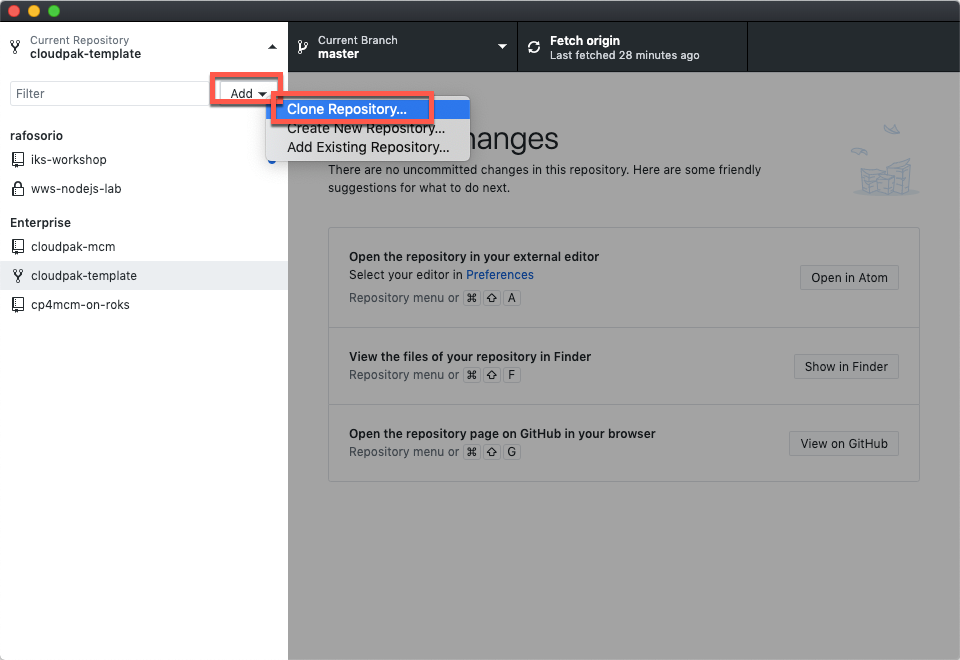 Current Repository
cloudpak-template
Current Branch
master
Fetch origin
Last fetched 28 minutes ago
Filter
Add
Clone Repository...
Create New Repository...
Add Existing Repository...
rafosorio
iks-workshop
wws-nodejs-lab
Enterprise
cloudpak-mcm
cloudpak-template
cp4mcm-on-roks
hanges
There are no uncommitted changes in this repository. Here are some friendly
suggestions for what to do next.
Open the repository in your external editor
Select your editor in Preferences
Repository menu or ⌘ ⇧ A
Open in Atom
View the files of your repository in Finder
Repository menu or ⌘ ⇧ F
Show in Finder
Open the repository page on GitHub in your browser
Repository menu or ⌘ ⇧ G
View on GitHub